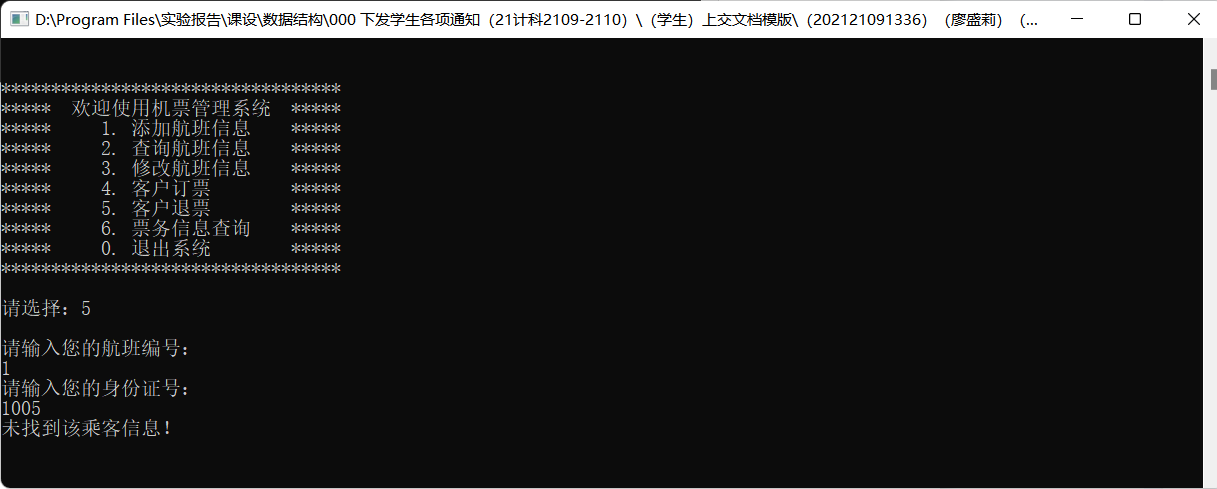 D:\Program Files\实验报告\课设\数据结构\000 下发学生各项通知（21计科2109-2110）\（学生）上交文档模版\（202121091336）（廖盛莉）（...
**********************************
***** 欢迎使用机票管理系统 *****
***** 1. 添加航班信息 *****
***** 2. 查询航班信息 *****
***** 3. 修改航班信息 *****
***** 4. 客户订票 *****
***** 5. 客户退票 *****
***** 6. 票务信息查询 *****
***** 0. 退出系统 *****
**********************************
请选择：5
请输入您的航班编号：
1
请输入您的身份证号：
1005
未找到该乘客信息！